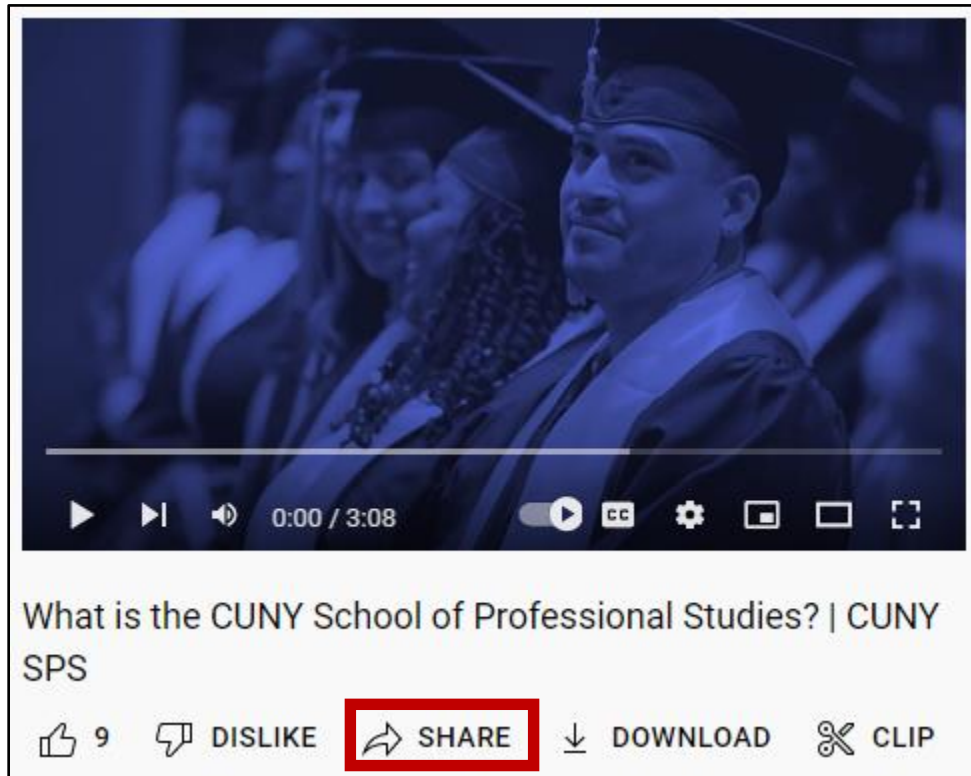 0:00 / 3:08 CC
What is the CUNY School of Professional Studies? | CUNY
SPS
9 DISLIKE SHARE DOWNLOAD CLIP